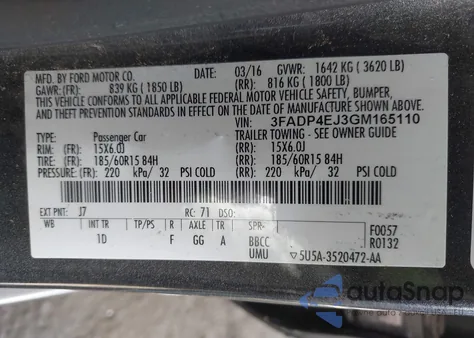 MFD. BY FORD MOTOR CO.
DATE: 03/16 GVWR: 1642 KG ( 3620 LB)
GAWR: (FR): 839 KG ( 1850 LB) (RR): 816 KG ( 1800 LB)
THIS VEHICLE CONFORMS TO ALL APPLICABLE FEDERAL MOTOR VEHICLE SAFETY, BUMPER,
AND THEFT PREVENTION STANDARDS IN EFFECT ON THE DATE OF MANUFACTURE SHOWN ABOVE.
VIN: 3FADP4EJ3GM165110
TYPE: Passenger Car TRAILER TOWING - SEE OWNER GUIDE
RIM: (FR): 15X6.0J (RR): 15X6.0J
TIRE: (FR): 185/60R15 84H (RR): 185/60R15 84H
PRESSURE: (FR): 220 kPa/ 32 PSI COLD (RR): 220 kPa/ 32 PSI COLD
EXT PNT: J7 RC: 71 DSO: F0057
WB INT TR TP/PS R AXLE TR SPR R0132
1D F GG A BBCC
UMU ▽5U5A-3520472-AA
autoSnap